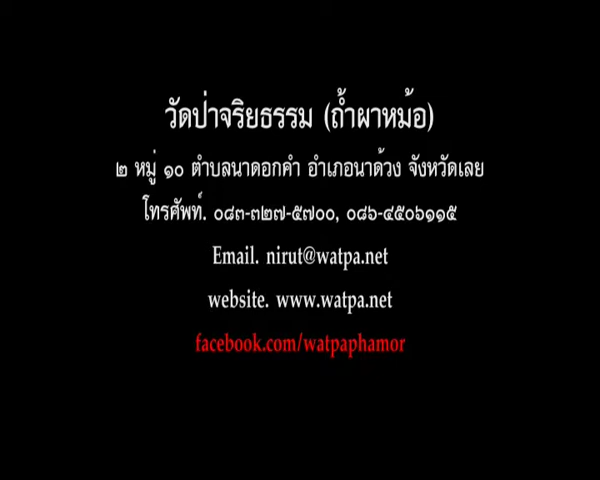 วัดป่าจริยธรรม (ถ้ำผาหม้อ)
๒ หมู่ ๑๐ ตำบลนาดอกคำ อำเภอนาด้วง จังหวัดเลย
โทรศัพท์. ๐๘๓-๓๒๗-๕๗๐๐, ๐๘๖-๔๕๐๖๑๑๕
Email. nirut@watpa.net
website. www.watpa.net
facebook.com/watpaphamor